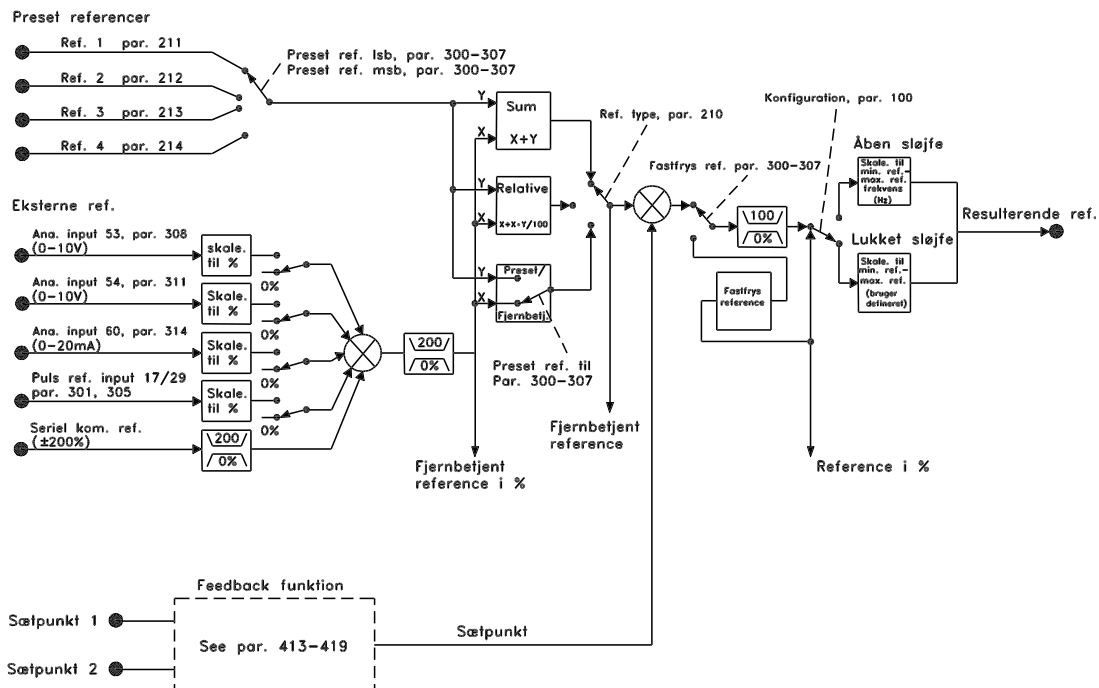 Preset referencer
Ref. 1 par. 211
Ref. 2 par. 212
Ref. 3 par. 213
Ref. 4 par. 214
Preset ref. lsb, par. 300-307
Preset ref. msb, par. 300-307
Y
Sum
X
X+Y
Y
Relative
X
X+X*Y/100
Y
Preset/
X
Fjernbetj.
Ref. type, par. 210
Preset ref. til
Par. 300-307
Fastfrys ref. par. 300-307
Konfiguration, par. 100
100
0%
Fastfrys
reference
Åben sløjfe
Skale. til
min. ref.-
max. ref.
frekvenz
(Hz)
Lukket sløjfe
Skale. til
min. ref.-
max. ref.
(bruger
defineret)
Resulterende ref.
Eksterne ref.
Ana. input 53, par. 308
(0-10V)
skale.
til %
0%
Ana. input 54, par. 311
(0-10V)
Skale.
til %
0%
Ana. input 60, par. 314
(0-20mA)
Skale.
til %
0%
Puls ref. input 17/29
par. 301, 305
Skale.
til %
0%
Seriel kom. ref.
(±200%)
200
0%
200
0%
Fjernbetjent
reference i %
Fjernbetjent
reference
Reference i %
Feedback funktion
Sætpunkt 1
See par. 413-419
Sætpunkt
Sætpunkt 2